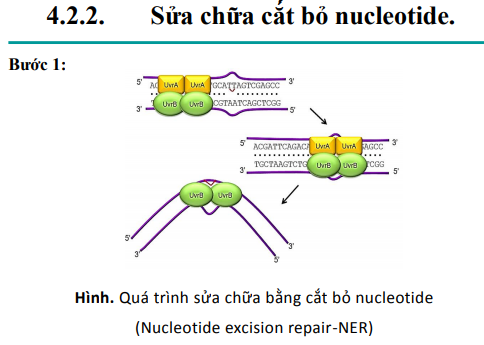 4.2.2. Sửa chữa cắt bỏ nucleotide.
Bước 1:
5' AC UvrA UvrA TGCATTAGTCGAGCC 3'
3' T UvrB UvrB CGTAATCAGCTCGG 5'
5' ACGATTCAGACA UvrA UvrA AGCC 3'
3' TGCTAAGTCTG UvrB UvrB TCGG 5'
UvrB UvrB
5' 3'
3' 5'
Hình. Quá trình sửa chữa bằng cắt bỏ nucleotide
(Nucleotide excision repair-NER)